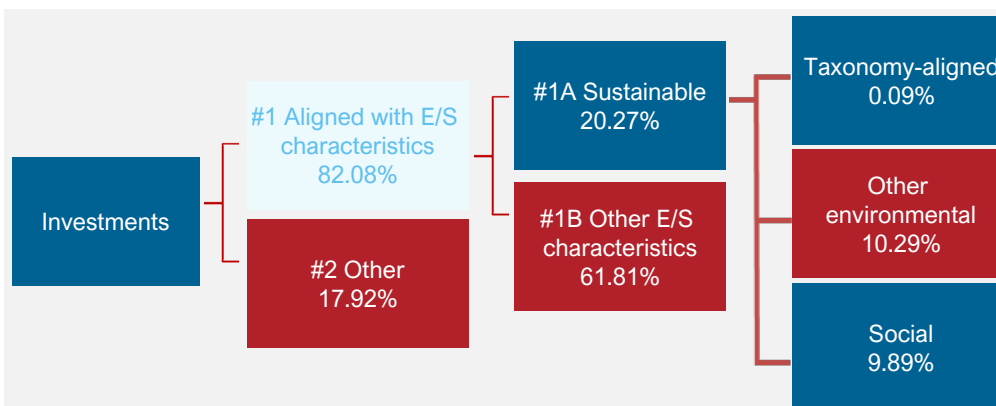 Investments
#1 Aligned with E/S
characteristics
82.08%
#2 Other
17.92%
#1A Sustainable
20.27%
#1B Other E/S
characteristics
61.81%
Taxonomy-aligned
0.09%
Other
environmental
10.29%
Social
9.89%